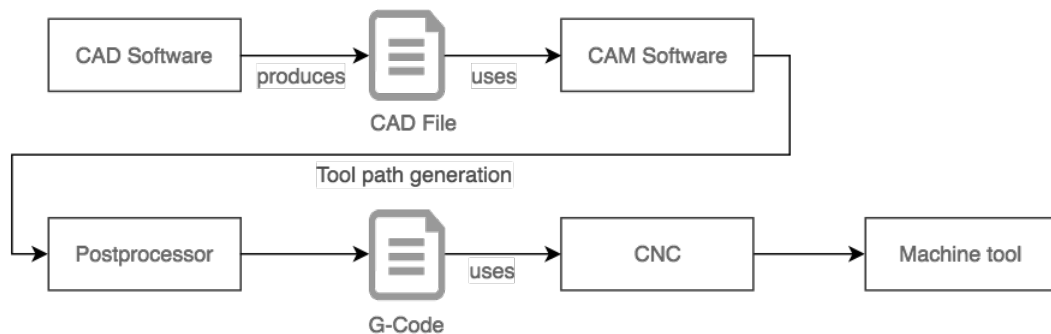 CAD Software
produces
CAD File
uses
CAM Software
Tool path generation
Postprocessor
G-Code
uses
CNC
Machine tool